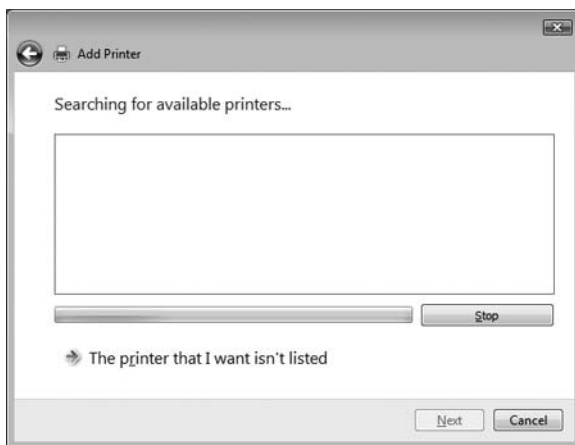 Add Printer
Searching for available printers...
Stop
The printer that I want isn't listed
Next
Cancel